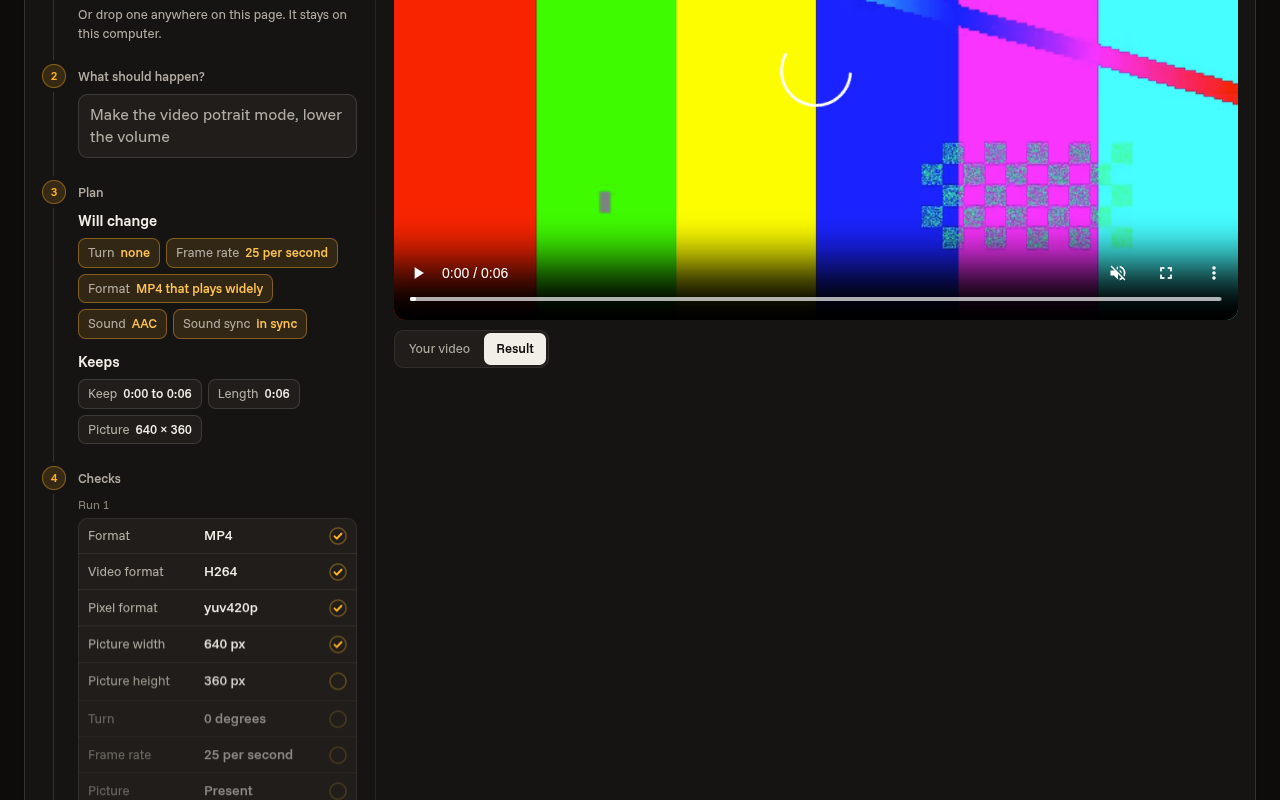 Or drop one anywhere on this page. It stays on
this computer.
2 What should happen?
Make the video potrait mode, lower
the volume
3 Plan
Will change
Turn none Frame rate 25 per second
Format MP4 that plays widely
Sound AAC Sound sync in sync
Keeps
Keep 0:00 to 0:06 Length 0:06
Picture 640 × 360
4 Checks
Run 1
Format MP4
Video format H264
Pixel format yuv420p
Picture width 640 px
Picture height 360 px
Turn 0 degrees
Frame rate 25 per second
Picture Present
0:00 / 0:06
Your video Result